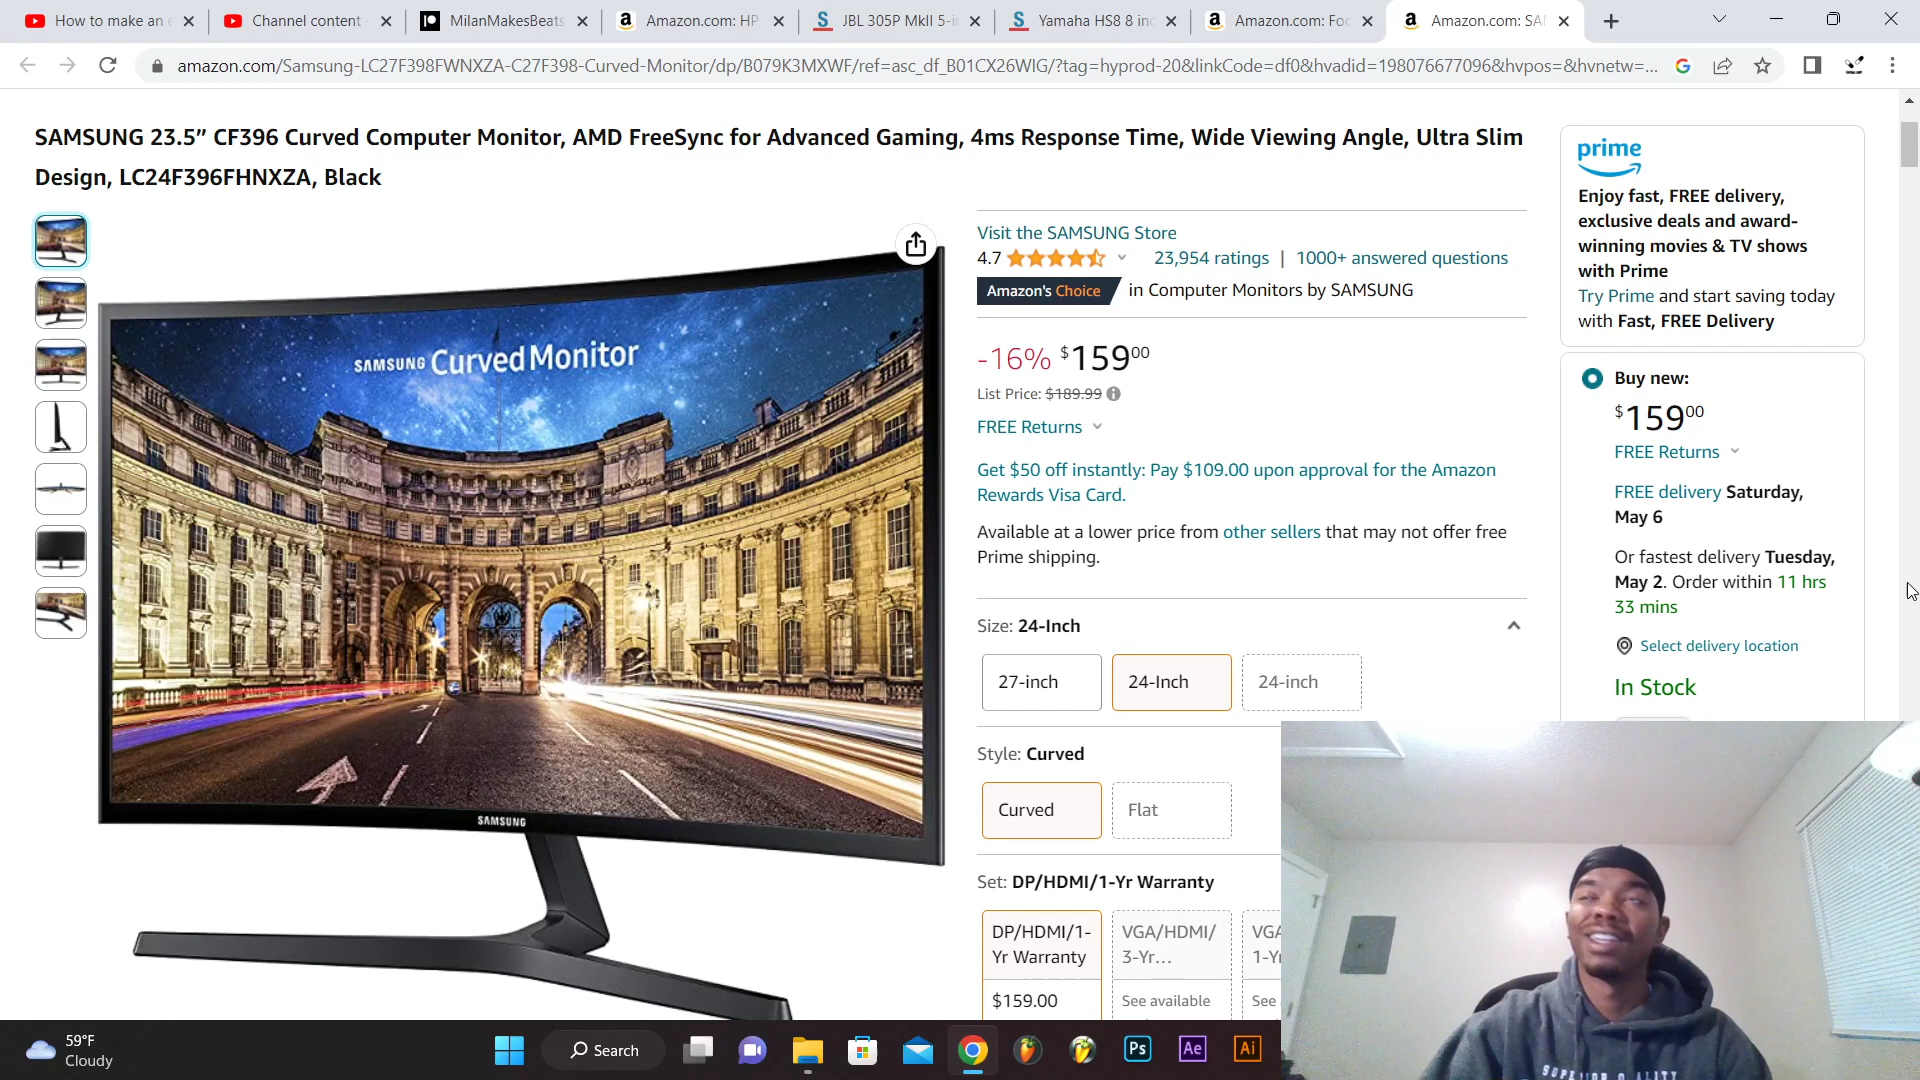 How to make an e
Channel content -
MilanMakesBeats
Amazon.com: HP
JBL 305P MkII 5-i
Yamaha HS8 8 inc
Amazon.com: Foc
Amazon.com: SAM
amazon.com/Samsung-LC27F398FWNXZA-C27F398-Curved-Monitor/dp/B079K3MXWF/ref=asc_df_B01CX26WIG/?tag=hyprod-20&linkCode=df0&hvadid=198076677096&hvpos=&hvnetw=...
SAMSUNG 23.5” CF396 Curved Computer Monitor, AMD FreeSync for Advanced Gaming, 4ms Response Time, Wide Viewing Angle, Ultra Slim
Design, LC24F396FHNXZA, Black
SAMSUNG Curved Monitor
SAMSUNG
Visit the SAMSUNG Store
4.7 23,954 ratings | 1000+ answered questions
Amazon's Choice in Computer Monitors by SAMSUNG
-16% $159 00
List Price: $189.99
FREE Returns
Get $50 off instantly: Pay $109.00 upon approval for the Amazon
Rewards Visa Card.
Available at a lower price from other sellers that may not offer free
Prime shipping.
Size: 24-Inch
27-inch
24-Inch
24-inch
Style: Curved
Curved
Flat
Set: DP/HDMI/1-Yr Warranty
DP/HDMI/1-
Yr Warranty
$159.00
VGA/HDMI/
3-Yr...
See available
VGA
1-Y
See
prime
Enjoy fast, FREE delivery,
exclusive deals and award-
winning movies & TV shows
with Prime
Try Prime and start saving today
with Fast, FREE Delivery
Buy new:
$159 00
FREE Returns
FREE delivery Saturday,
May 6
Or fastest delivery Tuesday,
May 2. Order within 11 hrs
33 mins
Select delivery location
In Stock
SUPERIOR QUALITY
59°F
Cloudy
Search
Ps
Ae
Ai